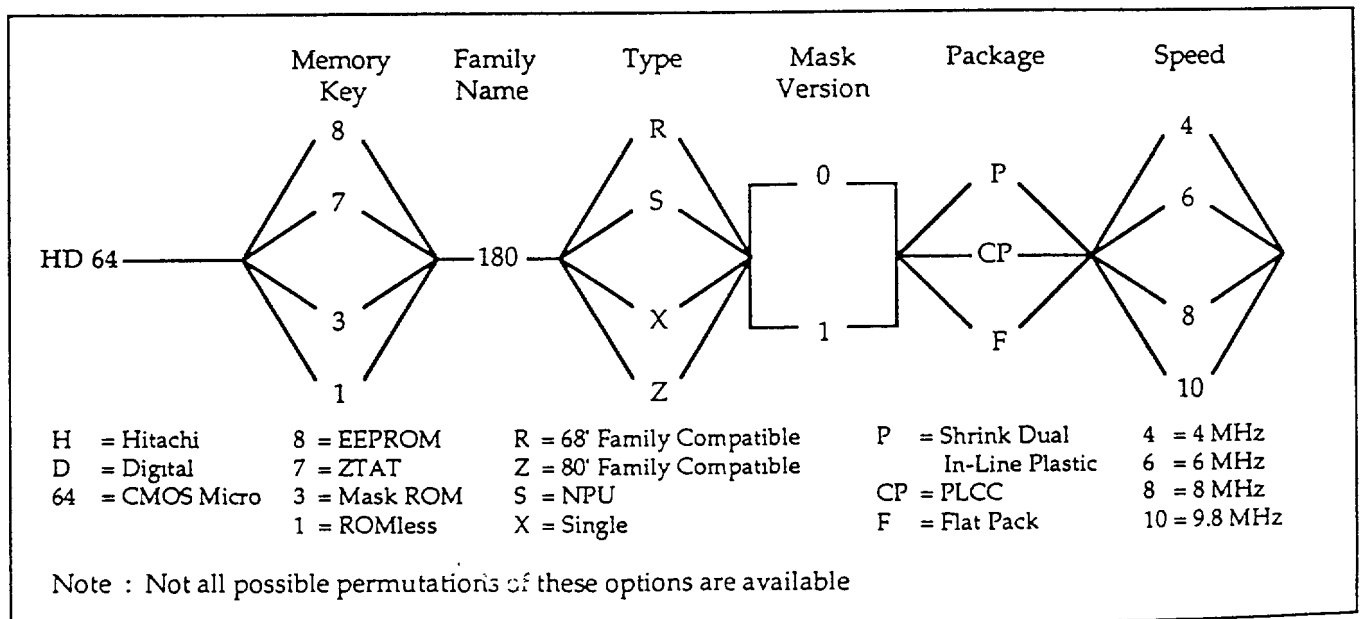 Memory Key
Family Name
Type
Mask Version
Package
Speed
8
R
4
0
P
7
S
6
HD 64
180
CP
3
X
1
F
8
1
Z
10
H = Hitachi
D = Digital
64 = CMOS Micro
8 = EEPROM
7 = ZTAT
3 = Mask ROM
1 = ROMless
R = 68' Family Compatible
Z = 80' Family Compatible
S = NPU
X = Single
P = Shrink Dual
In-Line Plastic
CP = PLCC
F = Flat Pack
4 = 4 MHz
6 = 6 MHz
8 = 8 MHz
10 = 9.8 MHz
Note : Not all possible permutations of these options are available